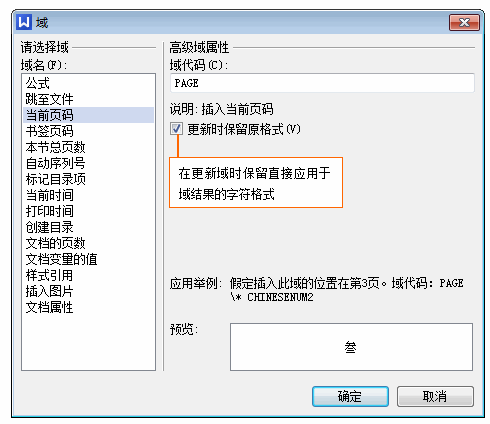 域
请选择域
域名(F):
公式
跳至文件
当前页码
书签页码
本节总页数
自动序列号
标记目录项
当前时间
打印时间
创建目录
文档的页数
文档变量的值
样式引用
插入图片
文档属性
高级域属性
域代码(C):
PAGE
说明: 插入当前页码
更新时保留原格式(V)
在更新域时保留直接应用于
域结果的字符格式
应用举例: 假定插入此域的位置在第3页。域代码: PAGE
\* CHINESENUM2
预览:
叁
确定
取消